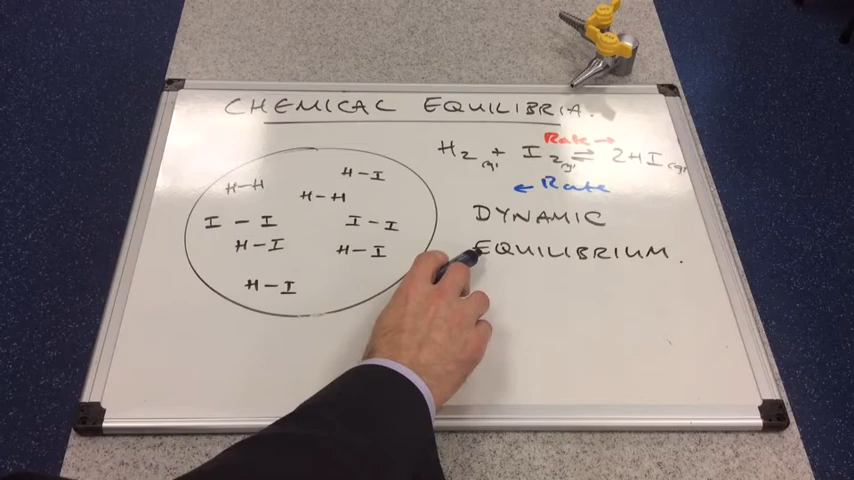 CHEMICAL EQUILIBRIA.
Rate →
H₂(g) + I₂(g) ⇌ 2HI(g)
← Rate
DYNAMIC
EQUILIBRIUM.
H-I
H-H
H-H
I-I
I-I
H-I
H-I
H-I